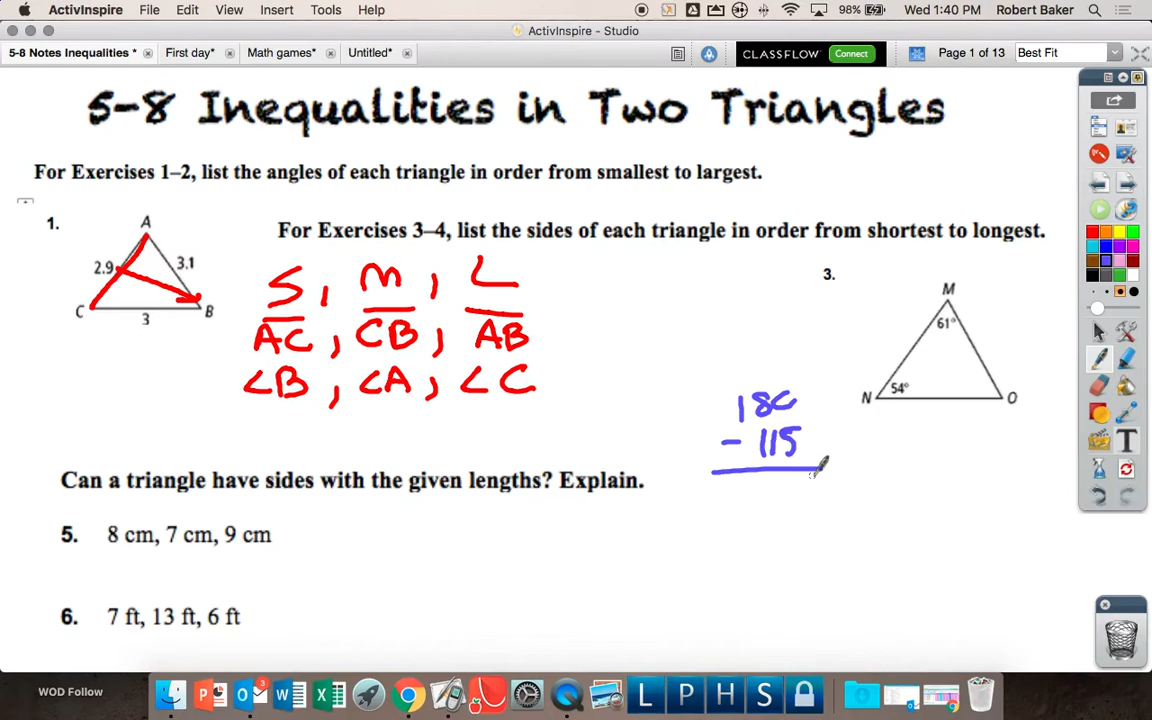 ActivInspire File Edit View Insert Tools Help 98% Wed 1:40 PM Robert Baker
ActivInspire - Studio
5-8 Notes Inequalities * First day* Math games* Untitled* CLASSFLOW Connect Page 1 of 13 Best Fit
5-8 Inequalities in Two Triangles
For Exercises 1–2, list the angles of each triangle in order from smallest to largest.
1.
A
2.9 3.1
C B
3
For Exercises 3–4, list the sides of each triangle in order from shortest to longest.
S , M , L
AC , CB , AB
∠B , ∠A , ∠C
3.
M
61°
54°
N O
180
- 115
Can a triangle have sides with the given lengths? Explain.
5. 8 cm, 7 cm, 9 cm
6. 7 ft, 13 ft, 6 ft
WOD Follow
P O 3 W X L P H S